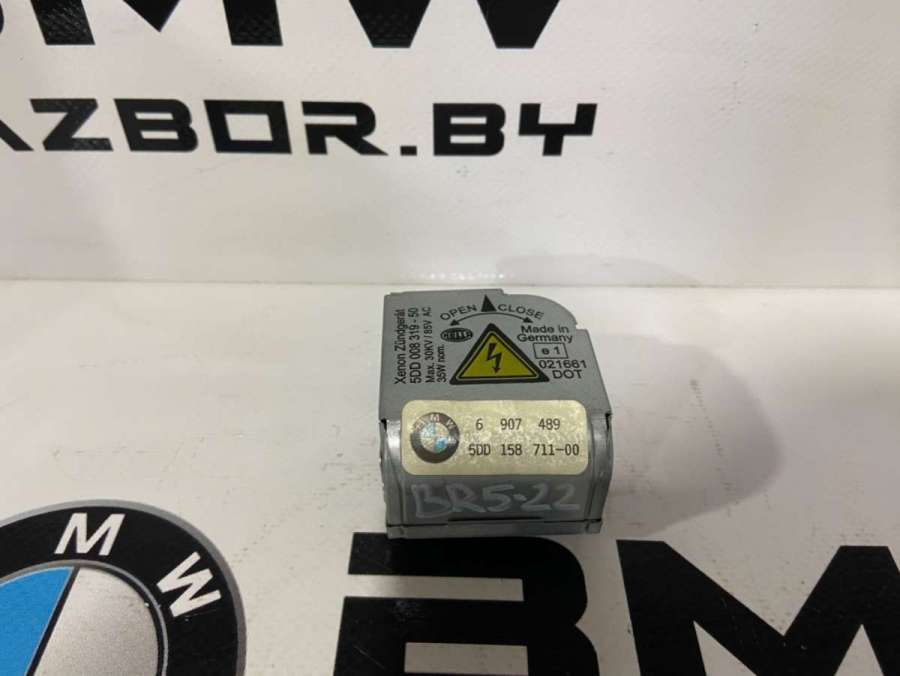 BMW
AZBOR.BY
OPEN CLOSE
Xenon Zündgerät
5DD 008 319 - 50
Max. 30KV / 85V AC
35W nom.
HELLA
Made in
Germany
e 1
021661
DOT
BMW
6 907 489
5DD 158 711-00
BR5.22
M W
BM